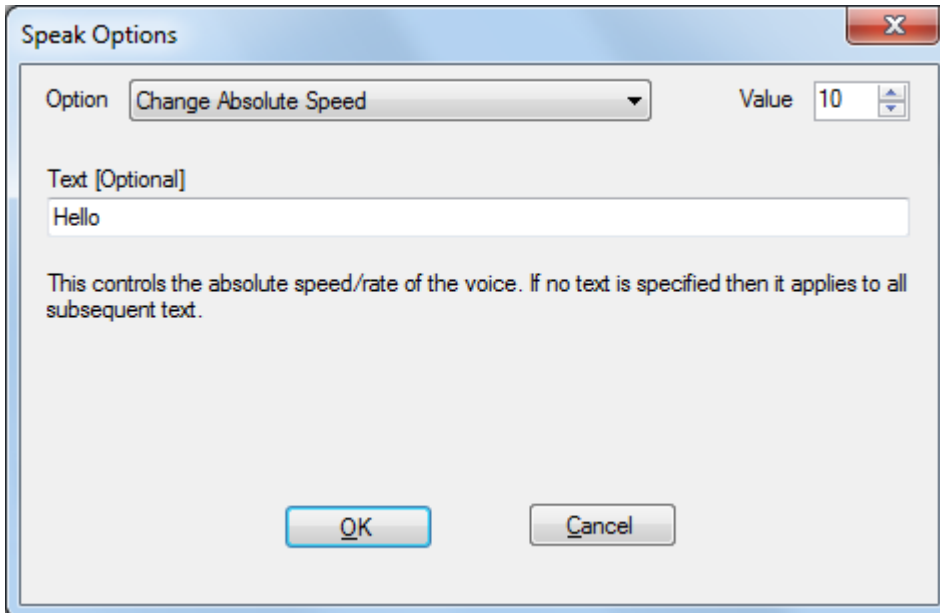 Speak Options
Option Change Absolute Speed Value 10
Text [Optional]
Hello
This controls the absolute speed/rate of the voice. If no text is specified then it applies to all
subsequent text.
OK Cancel